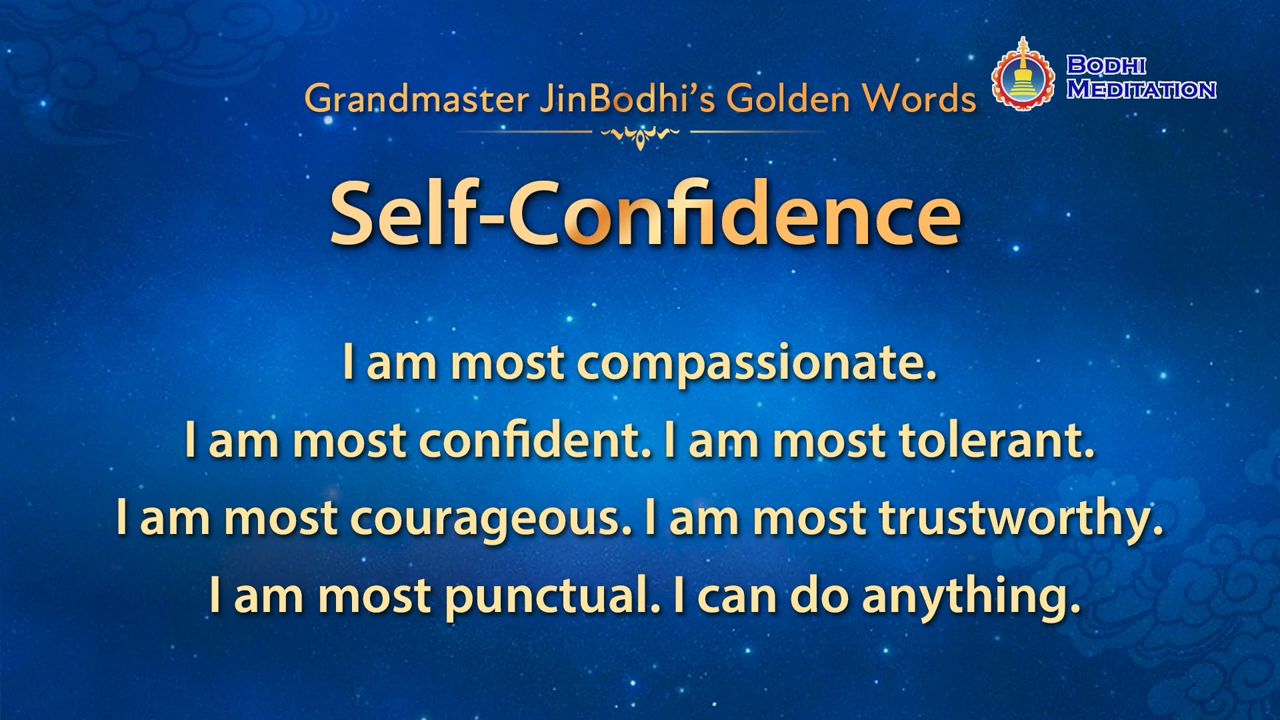 Grandmaster JinBodhi’s Golden Words
BODHI
MEDITATION
Self-Confidence
I am most compassionate.
I am most confident. I am most tolerant.
I am most courageous. I am most trustworthy.
I am most punctual. I can do anything.